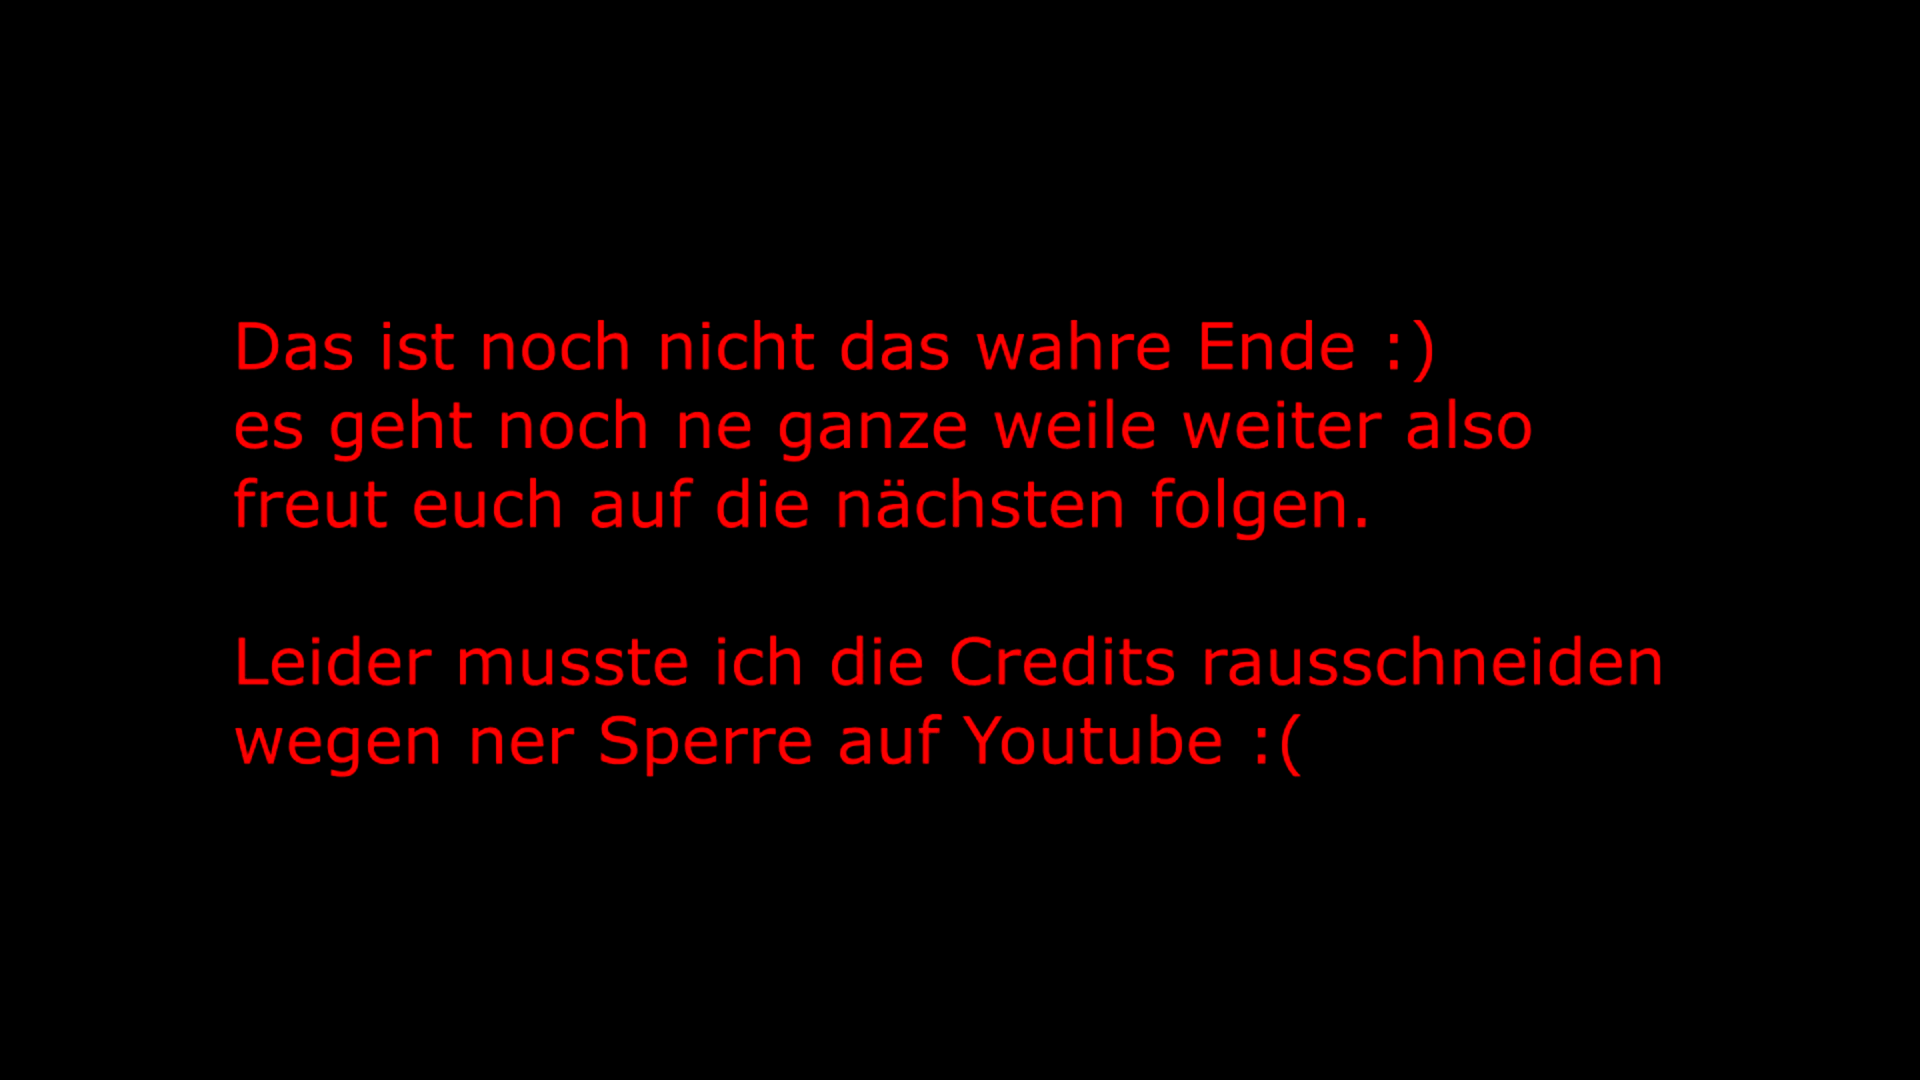 Das ist noch nicht das wahre Ende :)
es geht noch ne ganze weile weiter also
freut euch auf die nächsten folgen.
Leider musste ich die Credits rausschneiden
wegen ner Sperre auf Youtube :(